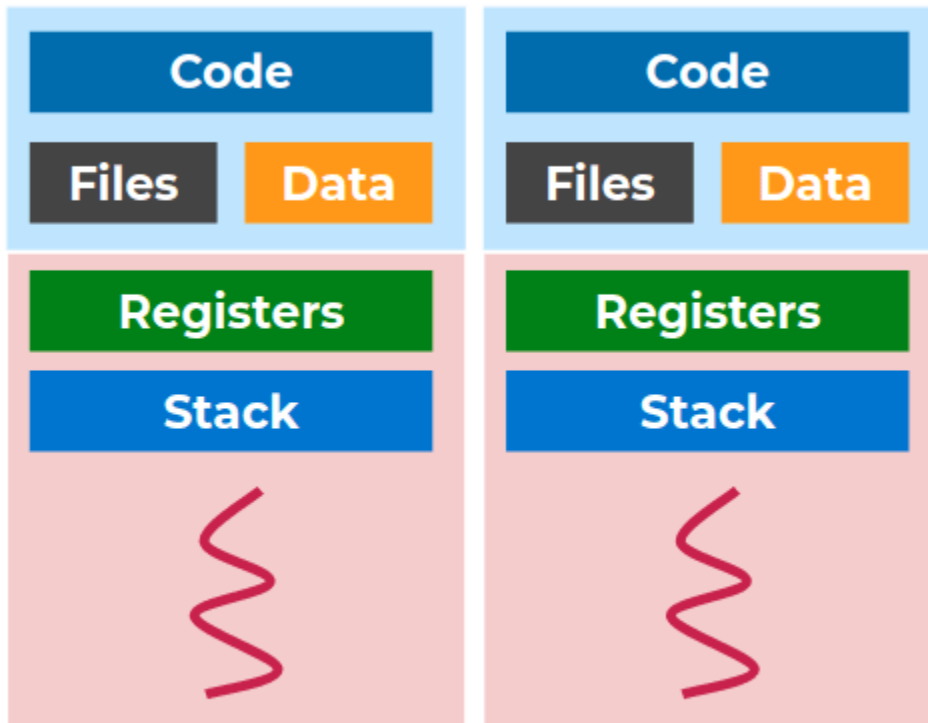 Code
Files Data
Registers
Stack
Code
Files Data
Registers
Stack